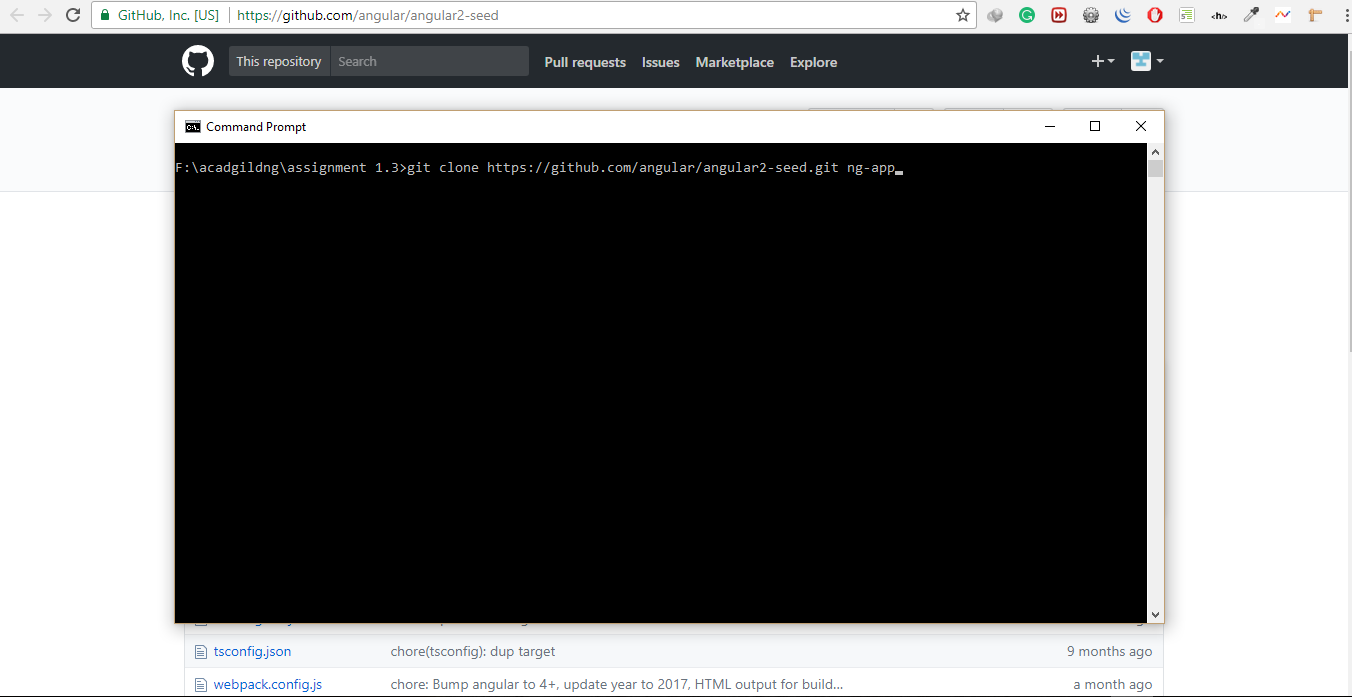 GitHub, Inc. [US] https://github.com/angular/angular2-seed
This repository Search Pull requests Issues Marketplace Explore
Command Prompt
F:\acadgildng\assignment 1.3>git clone https://github.com/angular/angular2-seed.git ng-app
tsconfig.json chore(tsconfig): dup target 9 months ago
webpack.config.js chore: Bump angular to 4+, update year to 2017, HTML output for build... a month ago